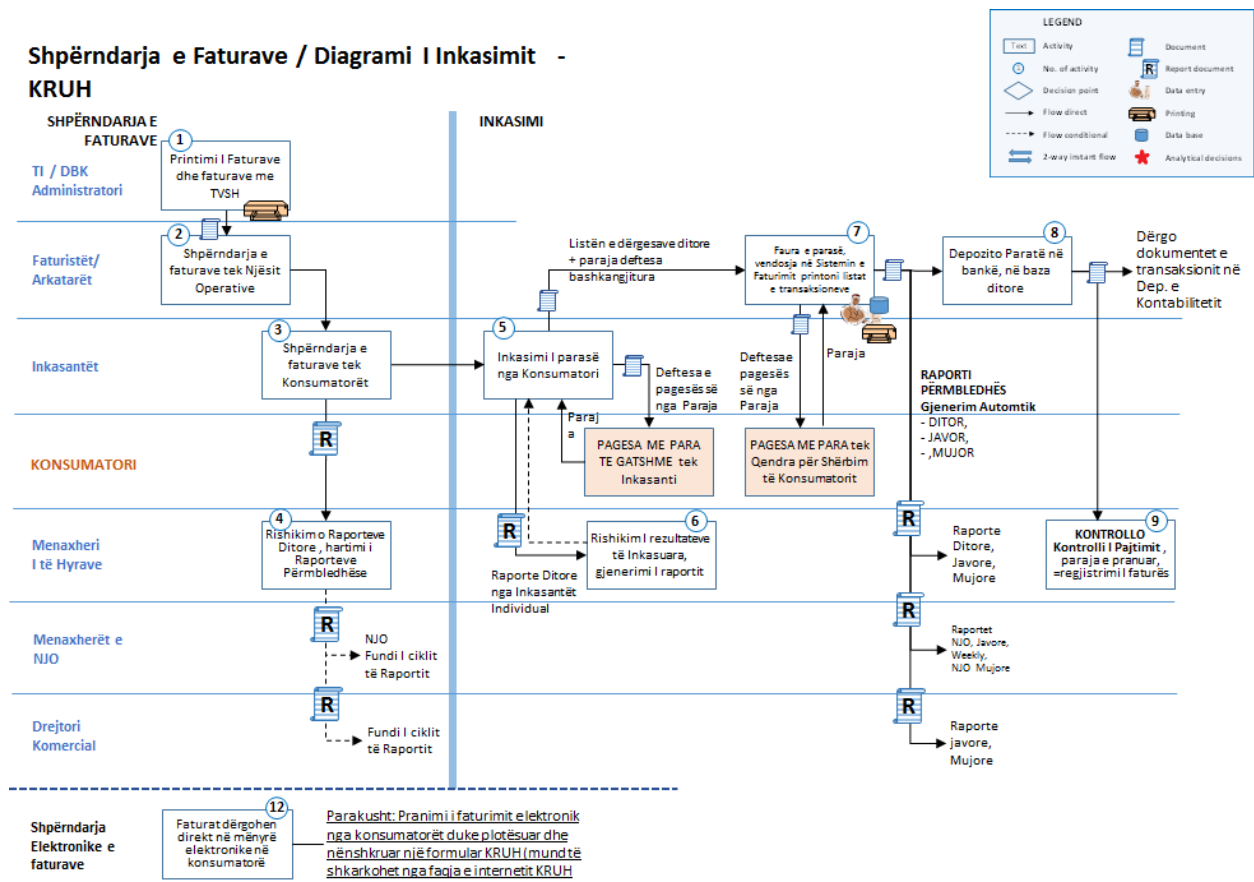 Shpërndarja e Faturave / Diagrami I Inkasimit -
KRUH
LEGEND
Text
Activity
Document
No. of activity
R
Report document
Decision point
Data entry
Flow direct
Printing
Flow conditional
Data base
2-way instant flow
Analytical decisions
SHPËRNDARJA E
FATURAVE
INKASIMI
TI / DBK
Administratori
1
Printimi I Faturave
dhe faturave me
TVSH
Faturistët/
Arkatarët
2
Shpërndarja e
faturave tek Njësit
Operative
Listën e dërgesave ditore
+ paraja deftesa
bashkangjitura
7
Faura e parasë,
vendosja në Sistemin e
Faturimit printoni listat
e transaksioneve
8
Depozito Paratë në
bankë, në baza
ditore
Dërgo
dokumentet e
transaksionit në
Dep. e
Kontabilitetit
Inkasantët
3
Shpërndarja e
faturave tek
Konsumatorët
5
Inkasimi I parasë
nga Konsumatori
Deftesa e
pagesës së
nga Paraja
Paraj
a
Deftesae
pagesës
së nga
Paraja
Paraja
RAPORTI
PËRMBLEDHËS
Gjenerim Automtik
- DITOR,
- JAVOR,
- ,MUJOR
KONSUMATORI
R
PAGESA ME PARA
TE GATSHME tek
Inkasanti
PAGESA ME PARA tek
Qendra për Shërbim
të Konsumatorit
Menaxheri
I të Hyrave
4
Rishikim o Raporteve
Ditore , hartimi i
Raporteve
Përmbledhëse
R
Raporte Ditore
nga Inkasantët
Individual
6
Rishikim I rezultateve
të Inkasuara,
gjenerimi I raportit
R
Raporte
Ditore,
Javore,
Mujore
9
KONTROLLO
Kontrolli I Pajtimit ,
paraja e pranuar,
=regjistrimi I faturës
Menaxherët e
NJO
R
NJO
Fundi I ciklit
të Raportit
R
Raportet
NJO, Javore,
Weekly,
NJO Mujore
Drejtori
Komercial
R
Fundi I ciklit
të Raportit
R
Raporte
javore,
Mujore
Shpërndarja
Elektronike e
faturave
12
Faturat dërgohen
direkt në mënyrë
elektronike në
konsumatorë
Parakusht: Pranimi i faturimit elektronik
nga konsumatorët duke plotësuar dhe
nënshkruar një formular KRUH (mund të
shkarkohet nga faqja e internetit KRUH